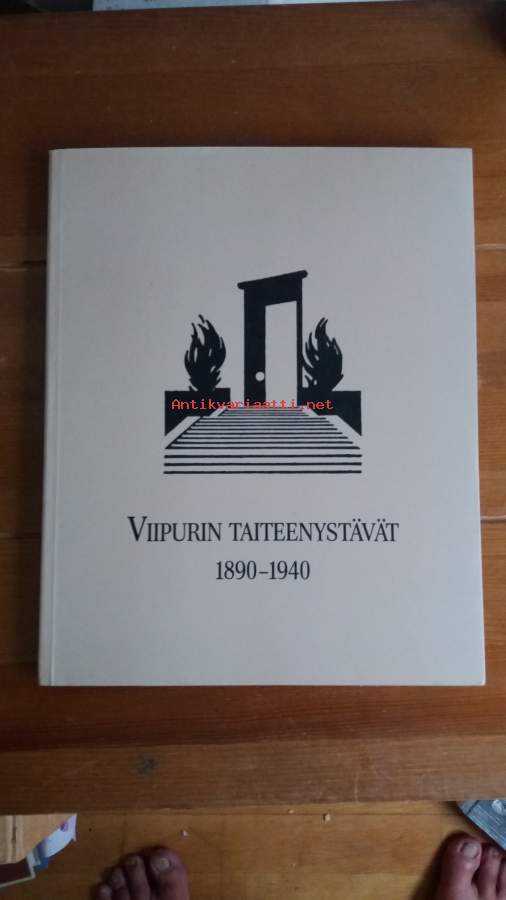 Antikvariaatti.net
VIIPURIN TAITEENYSTÄVÄT
1890–1940